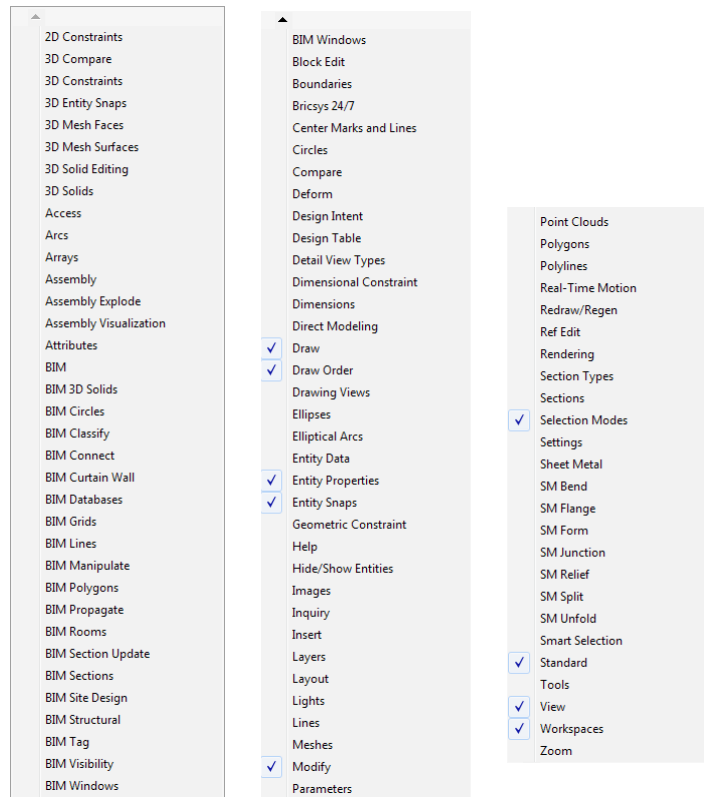 2D Constraints
3D Compare
3D Constraints
3D Entity Snaps
3D Mesh Faces
3D Mesh Surfaces
3D Solid Editing
3D Solids
Access
Arcs
Arrays
Assembly
Assembly Explode
Assembly Visualization
Attributes
BIM
BIM 3D Solids
BIM Circles
BIM Classify
BIM Connect
BIM Curtain Wall
BIM Databases
BIM Grids
BIM Lines
BIM Manipulate
BIM Polygons
BIM Propagate
BIM Rooms
BIM Section Update
BIM Sections
BIM Site Design
BIM Structural
BIM Tag
BIM Visibility
BIM Windows
BIM Windows
Block Edit
Boundaries
Bricsys 24/7
Center Marks and Lines
Circles
Compare
Deform
Design Intent
Design Table
Detail View Types
Dimensional Constraint
Dimensions
Direct Modeling
Draw
Draw Order
Drawing Views
Ellipses
Elliptical Arcs
Entity Data
Entity Properties
Entity Snaps
Geometric Constraint
Help
Hide/Show Entities
Images
Inquiry
Insert
Layers
Layout
Lights
Lines
Meshes
Modify
Parameters
Point Clouds
Polygons
Polylines
Real-Time Motion
Redraw/Regen
Ref Edit
Rendering
Section Types
Sections
Selection Modes
Settings
Sheet Metal
SM Bend
SM Flange
SM Form
SM Junction
SM Relief
SM Split
SM Unfold
Smart Selection
Standard
Tools
View
Workspaces
Zoom